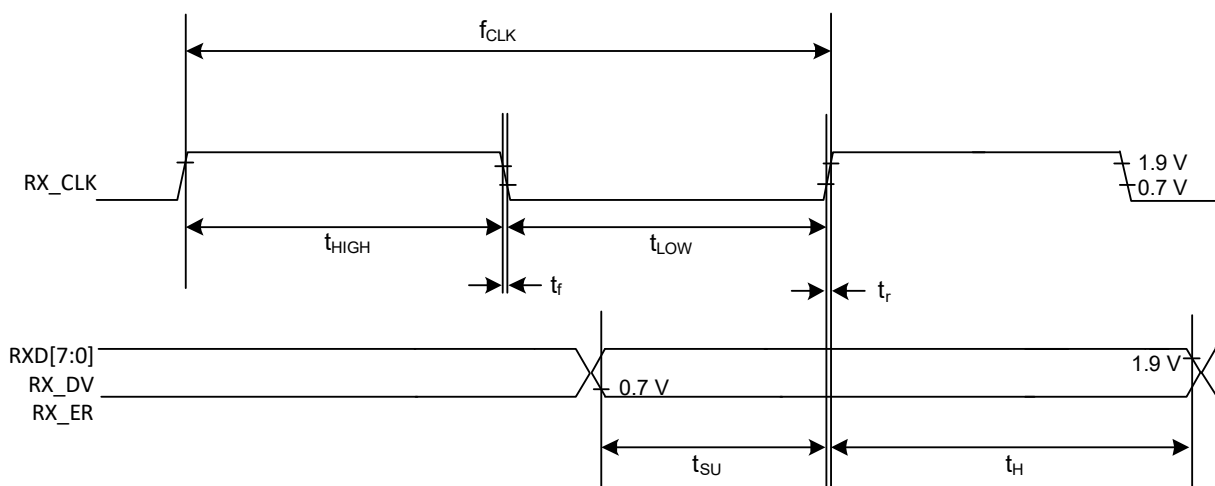 fCLK
RX_CLK
1.9 V
0.7 V
tHIGH
tLOW
tf
tr
RXD[7:0]
RX_DV
RX_ER
0.7 V
1.9 V
tSU
tH